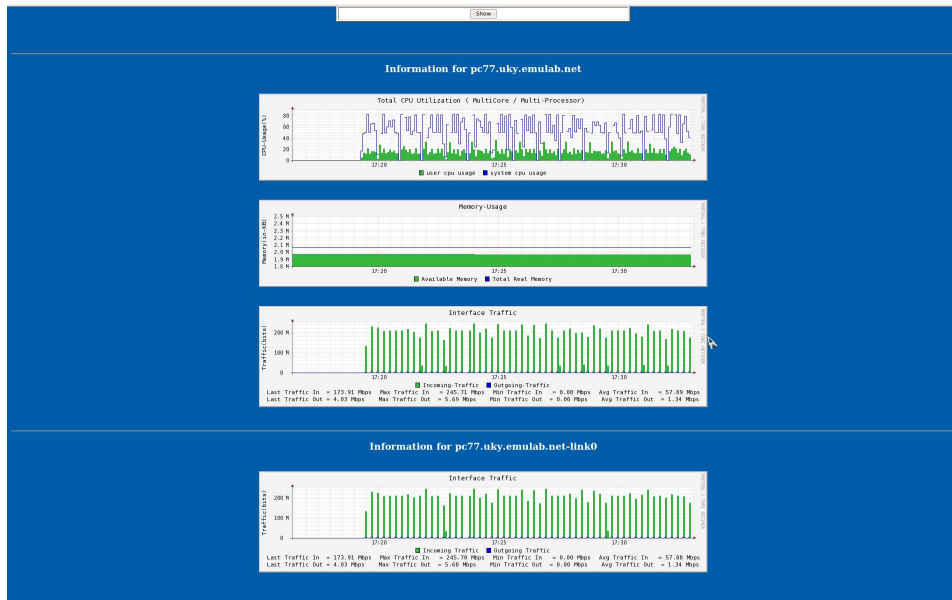 Show
Information for pc77.uky.emulab.net
Total CPU Utilization ( MultiCore / Multi-Processor)
CPU-Usage(%)
80
60
40
20
0
17:20 17:25 17:30
user cpu usage system cpu usage
Memory-Usage
Memory(in-KB)
2.5 M
2.4 M
2.3 M
2.2 M
2.1 M
2.0 M
1.9 M
1.8 M
17:20 17:25 17:30
Available Memory Total Real Memory
Interface Traffic
Traffic(bits)
200 M
100 M
0
17:20 17:25 17:30
Incoming-Traffic Outgoing-Traffic
Last Traffic In = 173.91 Mbps Max Traffic In = 245.71 Mbps Min Traffic In = 0.00 Mbps Avg Traffic In = 57.89 Mbps
Last Traffic Out = 4.03 Mbps Max Traffic Out = 5.69 Mbps Min Traffic Out = 0.00 Mbps Avg Traffic Out = 1.34 Mbps
Information for pc77.uky.emulab.net-link0
Interface Traffic
Traffic(bits)
200 M
100 M
0
17:20 17:25 17:30
Incoming Traffic Outgoing Traffic
Last Traffic In = 173.91 Mbps Max Traffic In = 245.70 Mbps Min Traffic In = 0.00 Mbps Avg Traffic In = 57.88 Mbps
Last Traffic Out = 4.03 Mbps Max Traffic Out = 5.68 Mbps Min Traffic Out = 0.00 Mbps Avg Traffic Out = 1.34 Mbps